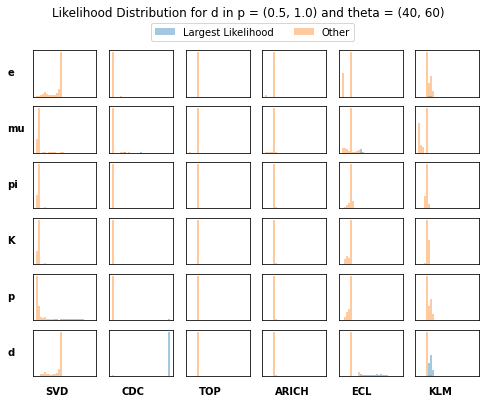 Likelihood Distribution for d in p = (0.5, 1.0) and theta = (40, 60)
Largest Likelihood Other
e
mu
pi
K
p
d
SVD CDC TOP ARICH ECL KLM